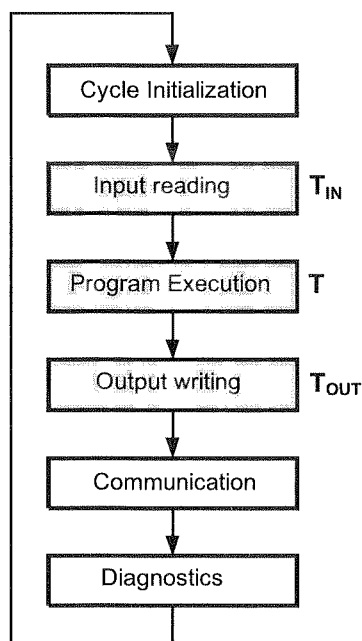 Cycle Initialization
Input reading T_IN
Program Execution T
Output writing T_OUT
Communication
Diagnostics